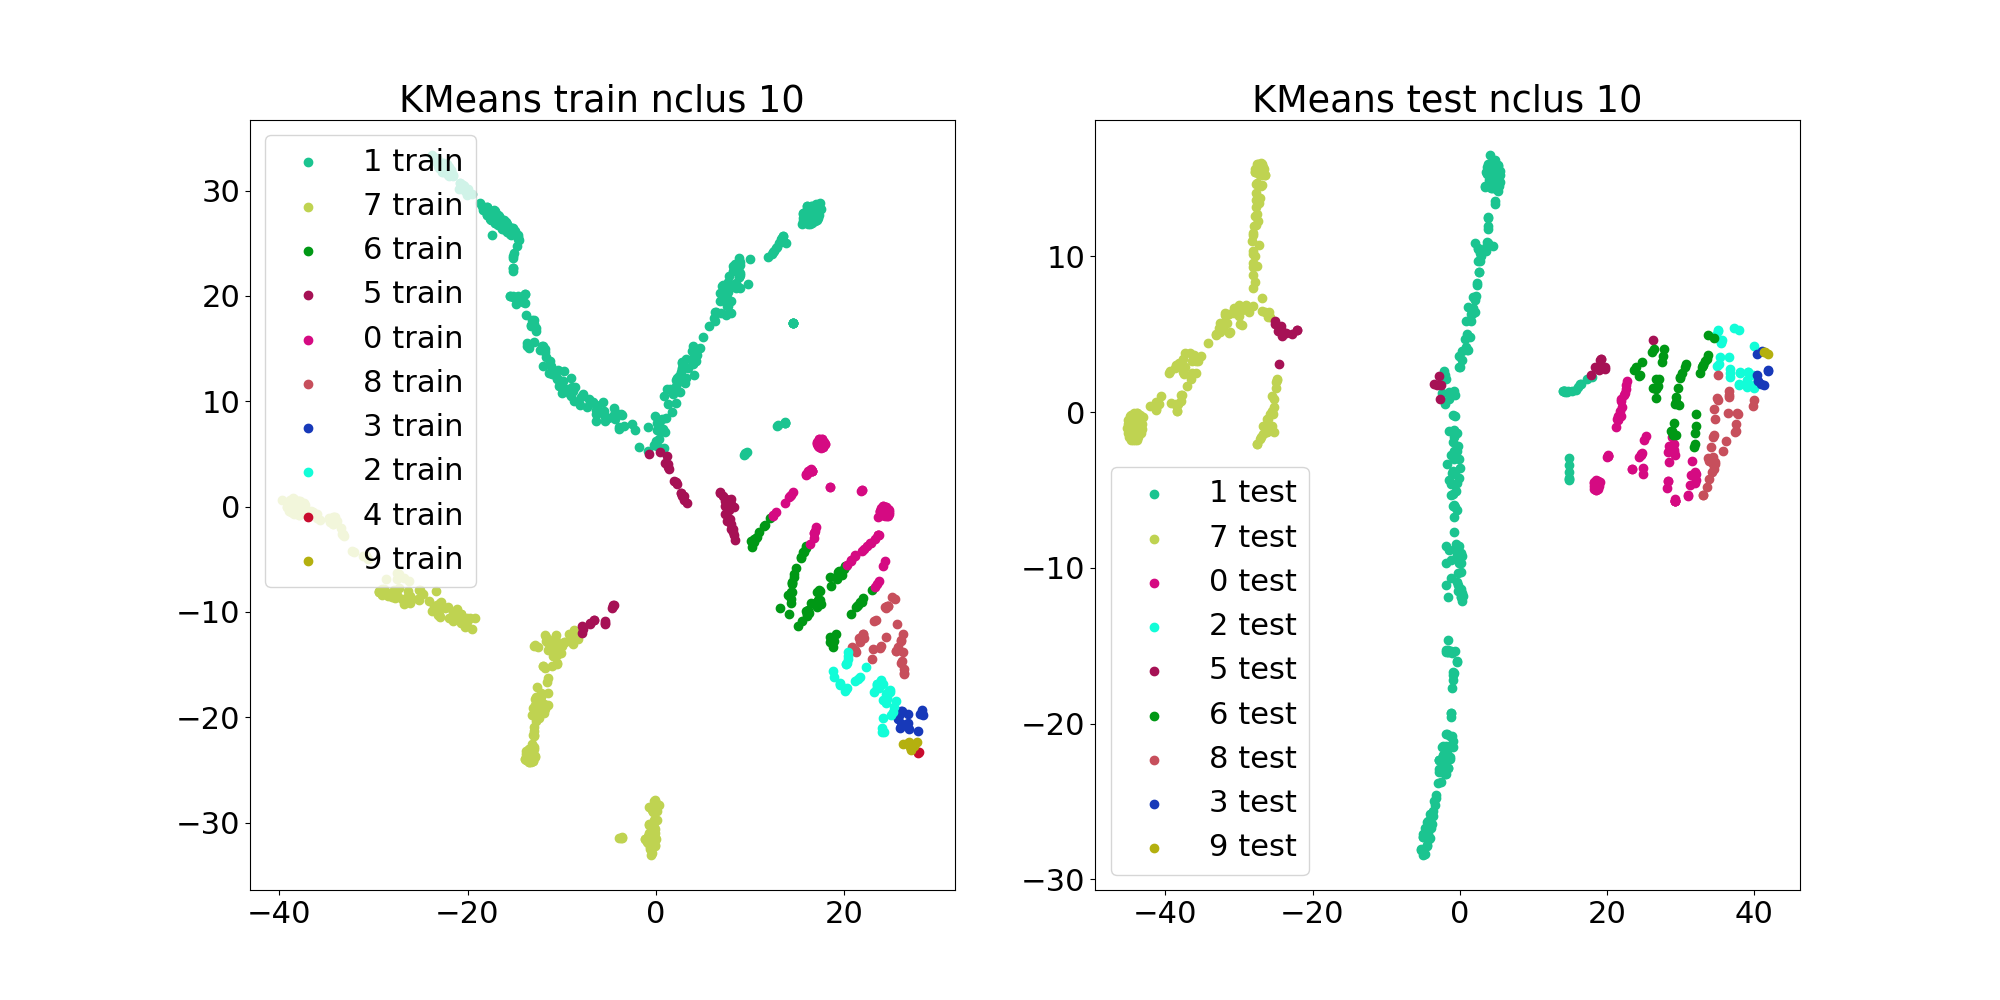 KMeans train nclus 10
1 train
7 train
6 train
5 train
0 train
8 train
3 train
2 train
4 train
9 train
30
20
10
0
−10
−20
−30
−40
−20
0
20
KMeans test nclus 10
1 test
7 test
0 test
2 test
5 test
6 test
8 test
3 test
9 test
10
0
−10
−20
−30
−40
−20
0
20
40